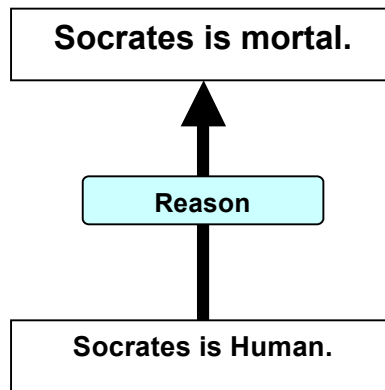 Socrates is mortal.
Reason
Socrates is Human.